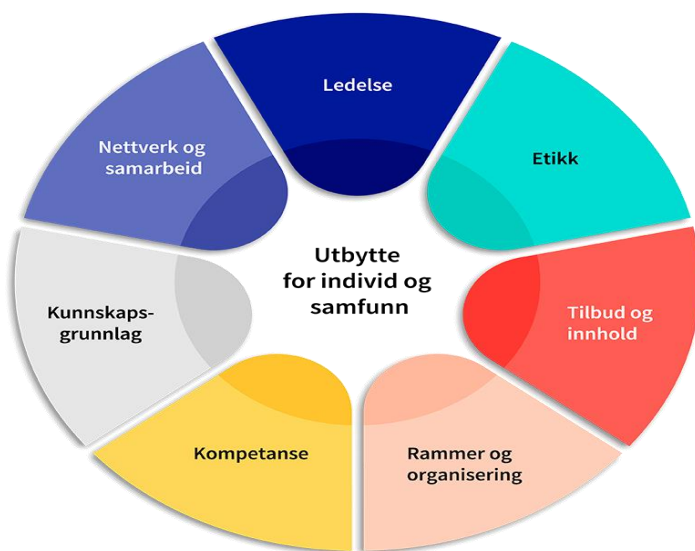 Ledelse
Etikk
Tilbud og
innhold
Rammer og
organisering
Kompetanse
Kunnskaps-
grunnlag
Nettverk og
samarbeid
Utbytte
for individ og
samfunn